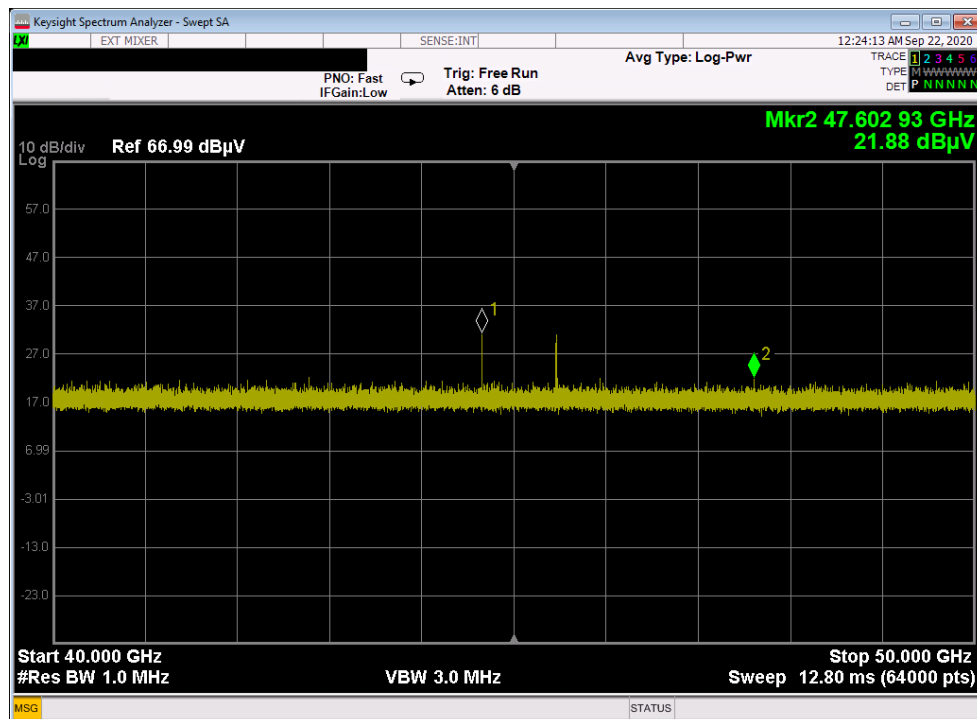 Keysight Spectrum Analyzer - Swept SA
LXI EXT MIXER SENSE:INT 12:24:13 AM Sep 22, 2020
PNO: Fast
IFGain:Low
Trig: Free Run
Atten: 6 dB
Avg Type: Log-Pwr
TRACE 1 2 3 4 5 6
TYPE M W W W W W
DET P N N N N N
Mkr2 47.602 93 GHz
21.88 dBµV
10 dB/div Ref 66.99 dBµV
Log
57.0
47.0
37.0
27.0
17.0
6.99
-3.01
-13.0
-23.0
1
2
Start 40.000 GHz Stop 50.000 GHz
#Res BW 1.0 MHz VBW 3.0 MHz Sweep 12.80 ms (64000 pts)
MSG STATUS